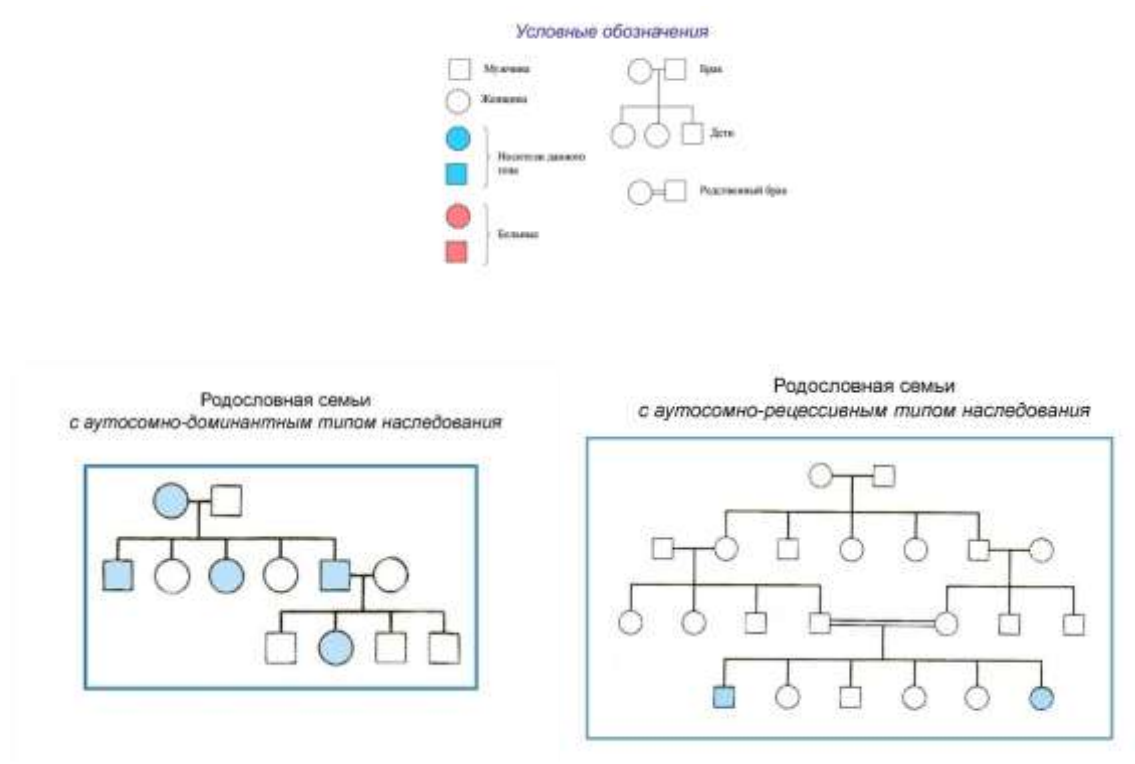 Условные обозначения
Мужчина
Женщина
Носители данного
гена
Больные
Брак
Дети
Родственный брак
Родословная семьи
с аутосомно-доминантным типом наследования
Родословная семьи
с аутосомно-рецессивным типом наследования